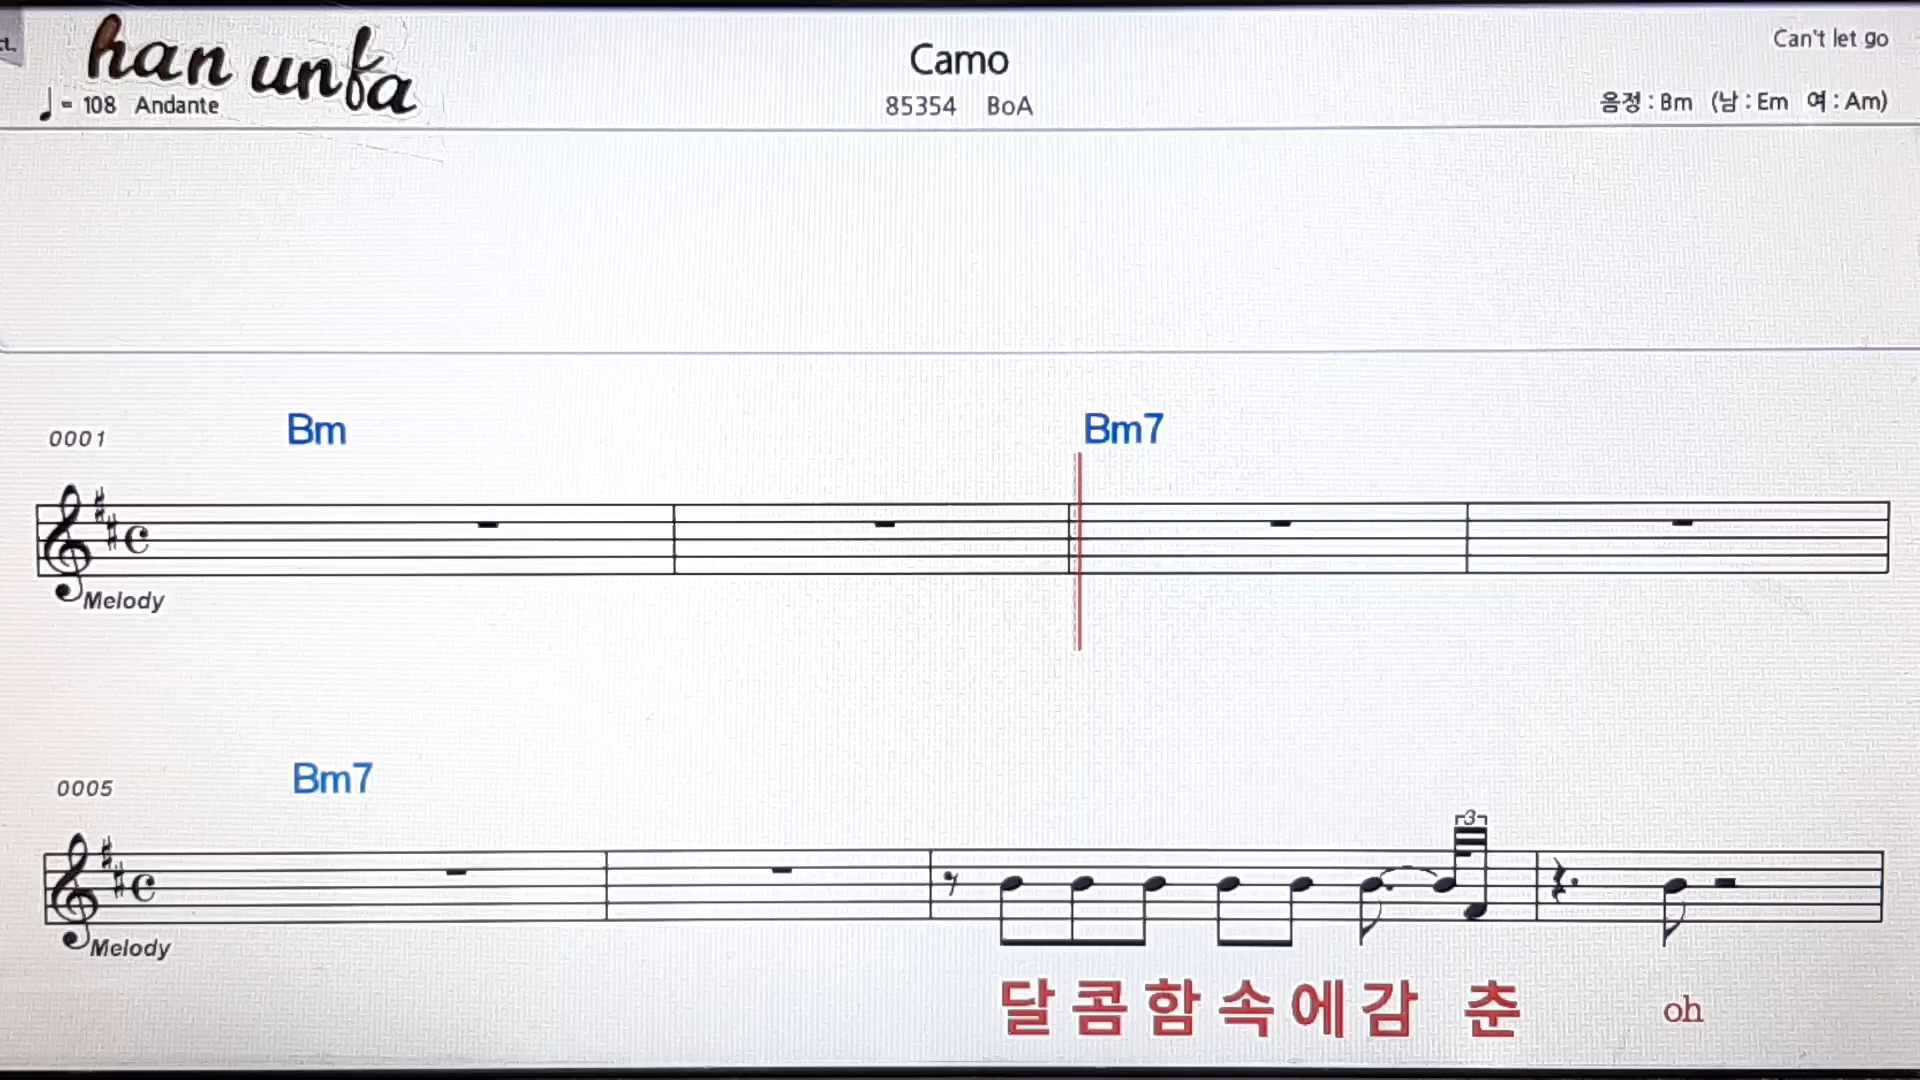 han unfa
Camo
Can't let go
♩ = 108 Andante
85354 BoA
음정 : Bm (남 : Em 여 : Am)
0001 Bm Bm7
Melody
0005 Bm7
3
Melody
달콤함속에감 춘 oh